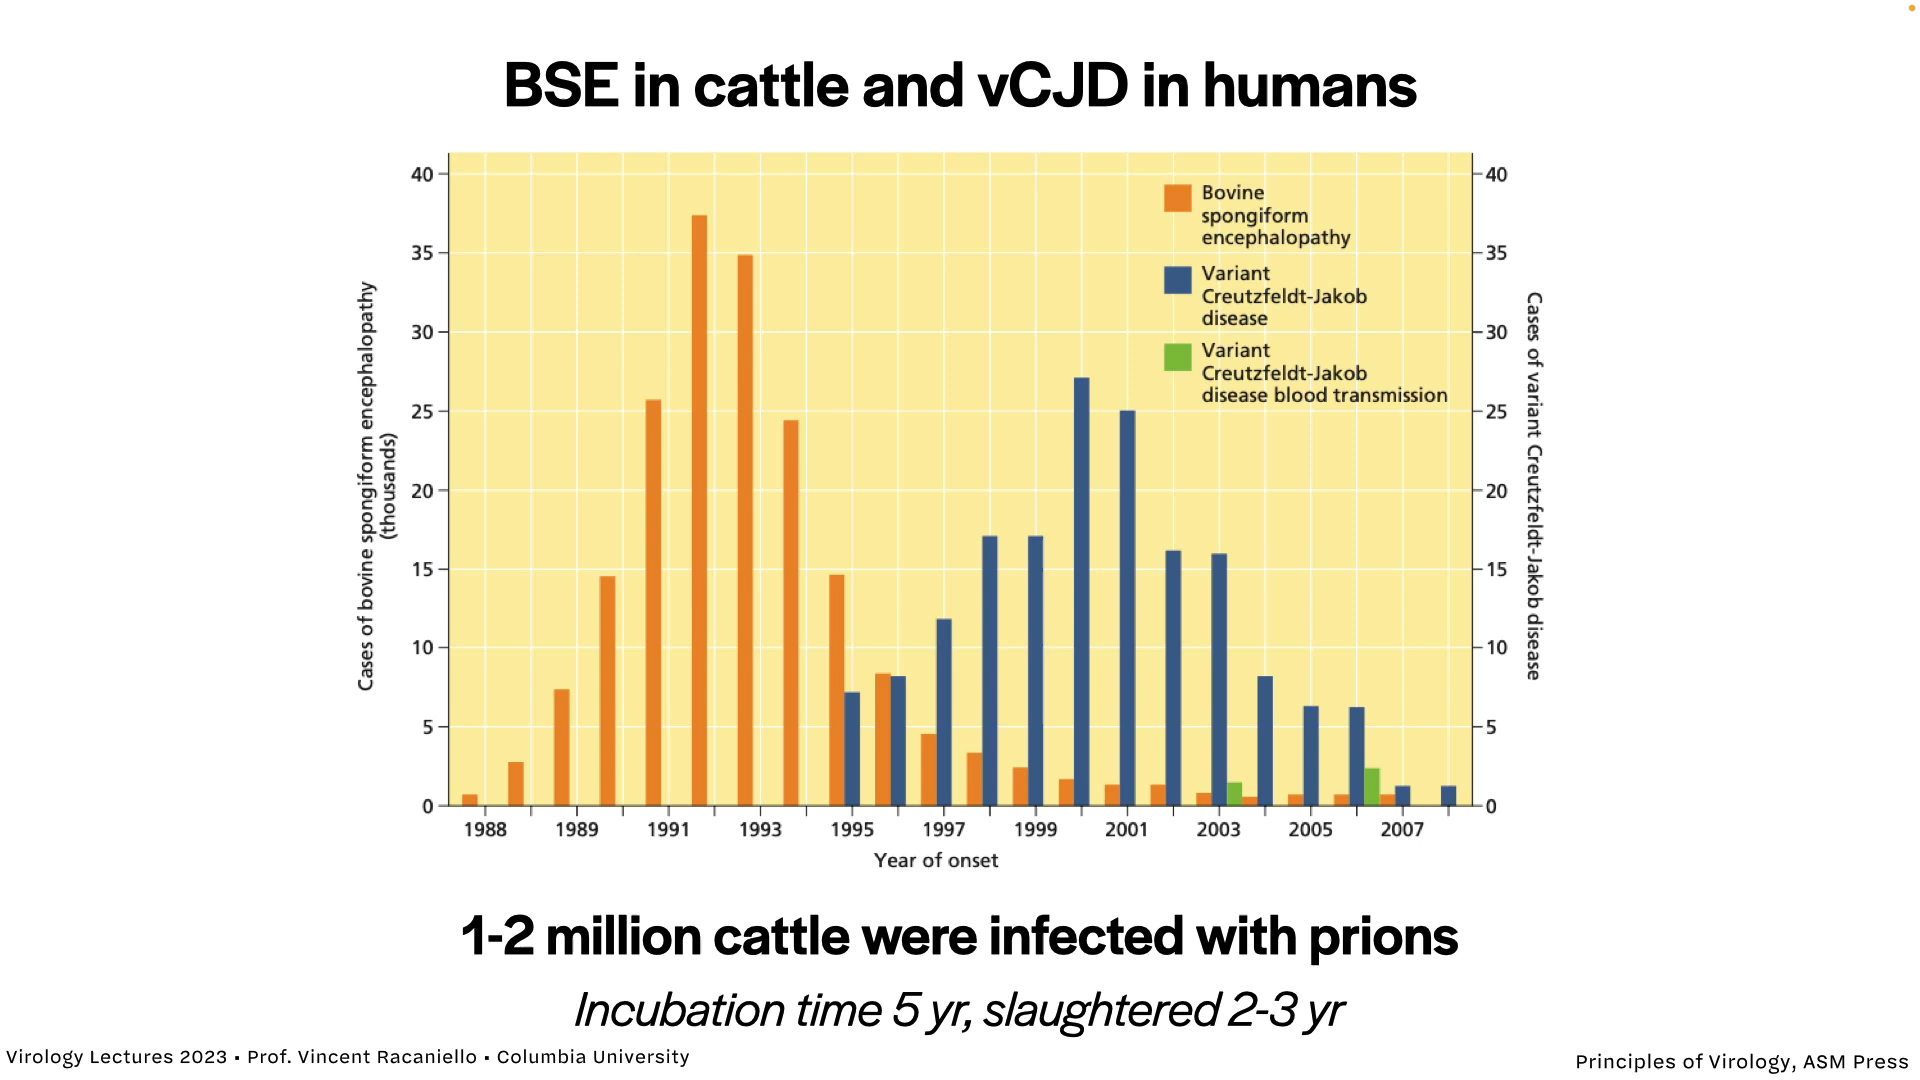 BSE in cattle and vCJD in humans
Cases of bovine spongiform encephalopathy
(thousands)
40
35
30
25
20
15
10
5
0
Bovine
spongiform
encephalopathy
Variant
Creutzfeldt-Jakob
disease
Variant
Creutzfeldt-Jakob
disease blood transmission
40
35
30
25
20
15
10
5
0
Cases of variant Creutzfeldt-Jakob disease
1988 1989 1991 1993 1995 1997 1999 2001 2003 2005 2007
Year of onset
1-2 million cattle were infected with prions
Incubation time 5 yr, slaughtered 2-3 yr
Virology Lectures 2023 • Prof. Vincent Racaniello • Columbia University
Principles of Virology, ASM Press